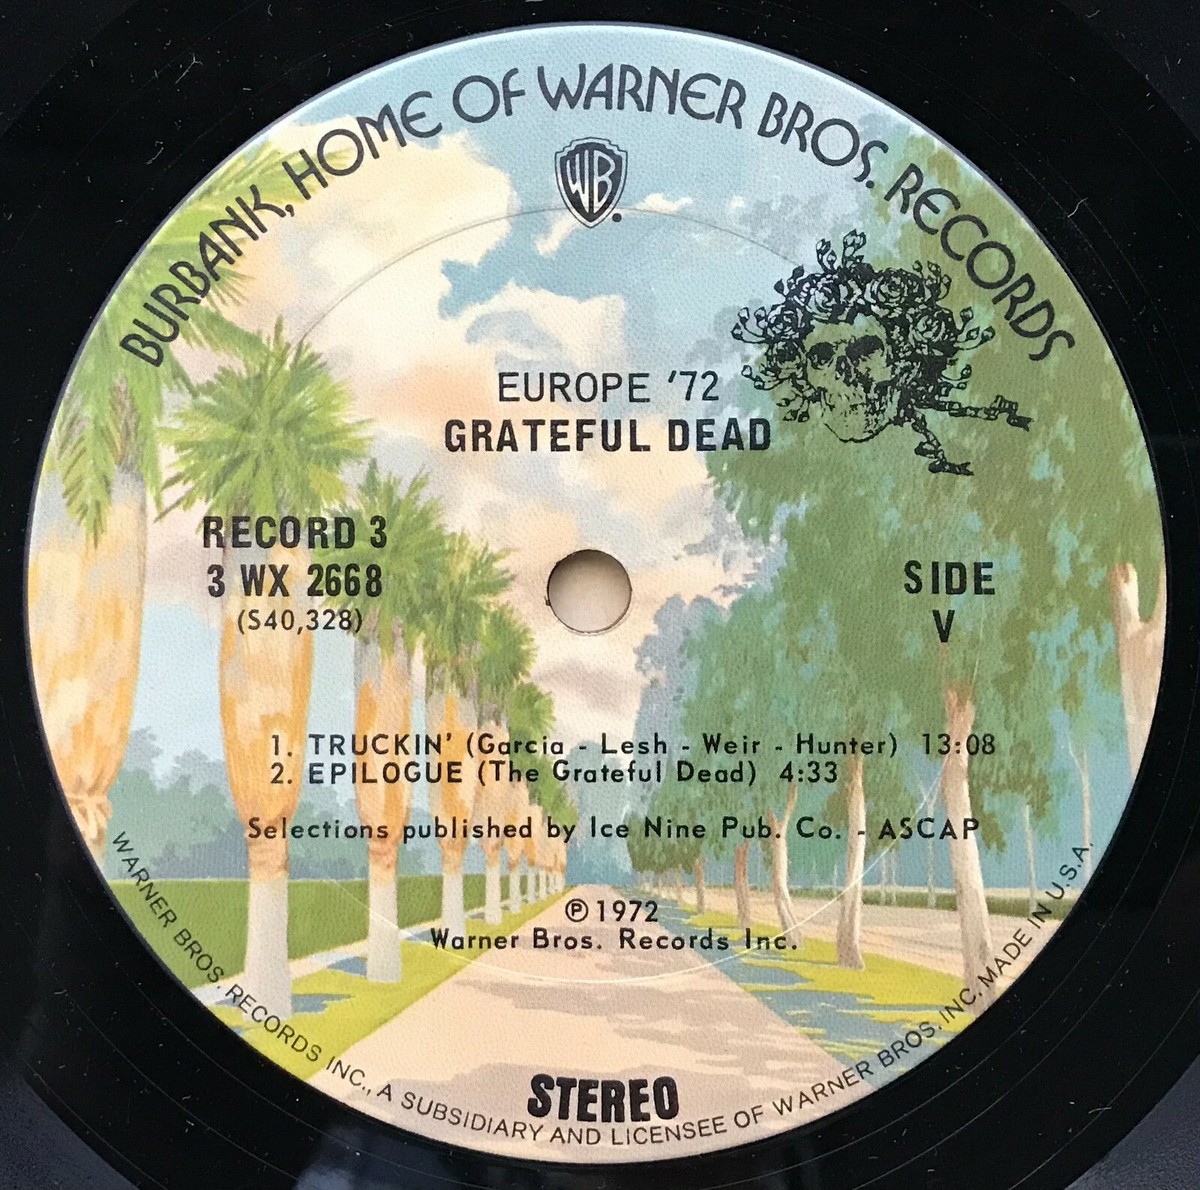 BURBANK, HOME OF WARNER BROS. RECORDS
WB
EUROPE '72
GRATEFUL DEAD
RECORD 3
3 WX 2668
(S40,328)
SIDE
V
1. TRUCKIN' (Garcia - Lesh - Weir - Hunter) 13:08
2. EPILOGUE (The Grateful Dead) 4:33
Selections published by Ice Nine Pub. Co. - ASCAP
℗ 1972
Warner Bros. Records Inc.
STEREO
WARNER BROS. RECORDS INC., A SUBSIDIARY AND LICENSEE OF WARNER BROS. INC. MADE IN U.S.A.